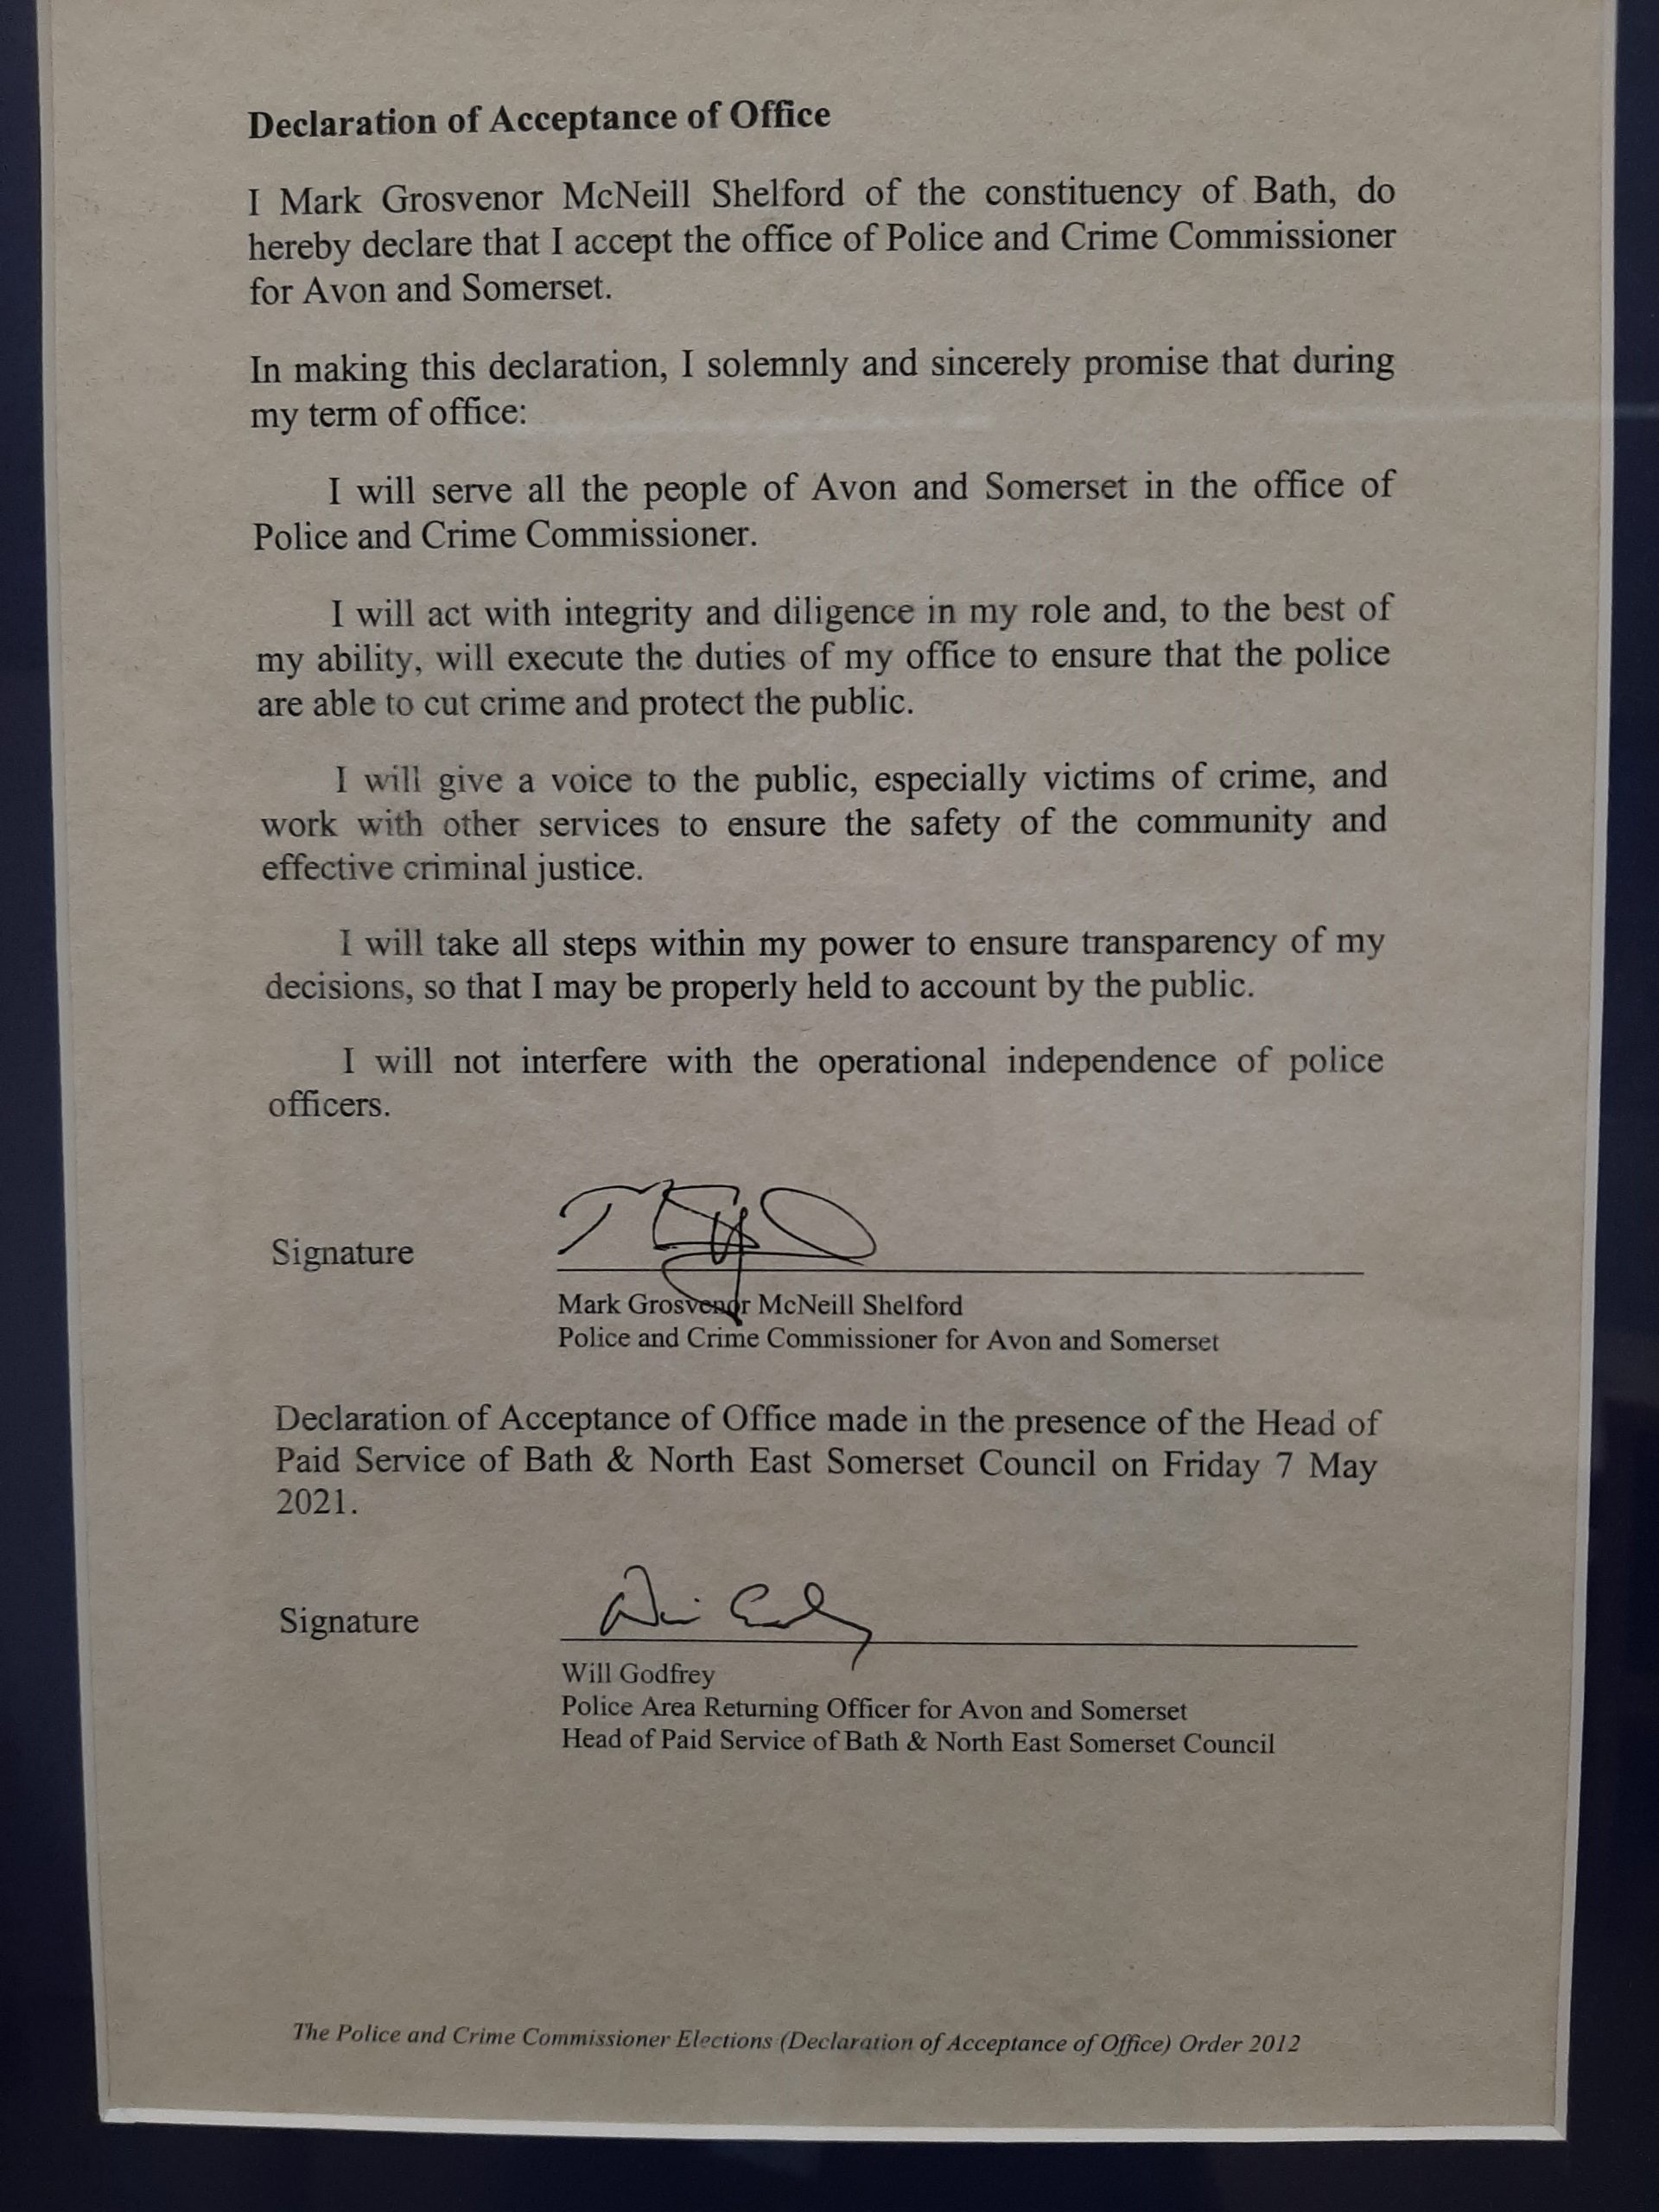 Declaration of Acceptance of Office
I Mark Grosvenor McNeill Shelford of the constituency of Bath, do
hereby declare that I accept the office of Police and Crime Commissioner
for Avon and Somerset.
In making this declaration, I solemnly and sincerely promise that during
my term of office:
I will serve all the people of Avon and Somerset in the office of
Police and Crime Commissioner.
I will act with integrity and diligence in my role and, to the best of
my ability, will execute the duties of my office to ensure that the police
are able to cut crime and protect the public.
I will give a voice to the public, especially victims of crime, and
work with other services to ensure the safety of the community and
effective criminal justice.
I will take all steps within my power to ensure transparency of my
decisions, so that I may be properly held to account by the public.
I will not interfere with the operational independence of police
officers.
Signature
Mark Grosvenor McNeill Shelford
Police and Crime Commissioner for Avon and Somerset
Declaration of Acceptance of Office made in the presence of the Head of
Paid Service of Bath & North East Somerset Council on Friday 7 May
2021.
Signature
Will Godfrey
Police Area Returning Officer for Avon and Somerset
Head of Paid Service of Bath & North East Somerset Council
The Police and Crime Commissioner Elections (Declaration of Acceptance of Office) Order 2012